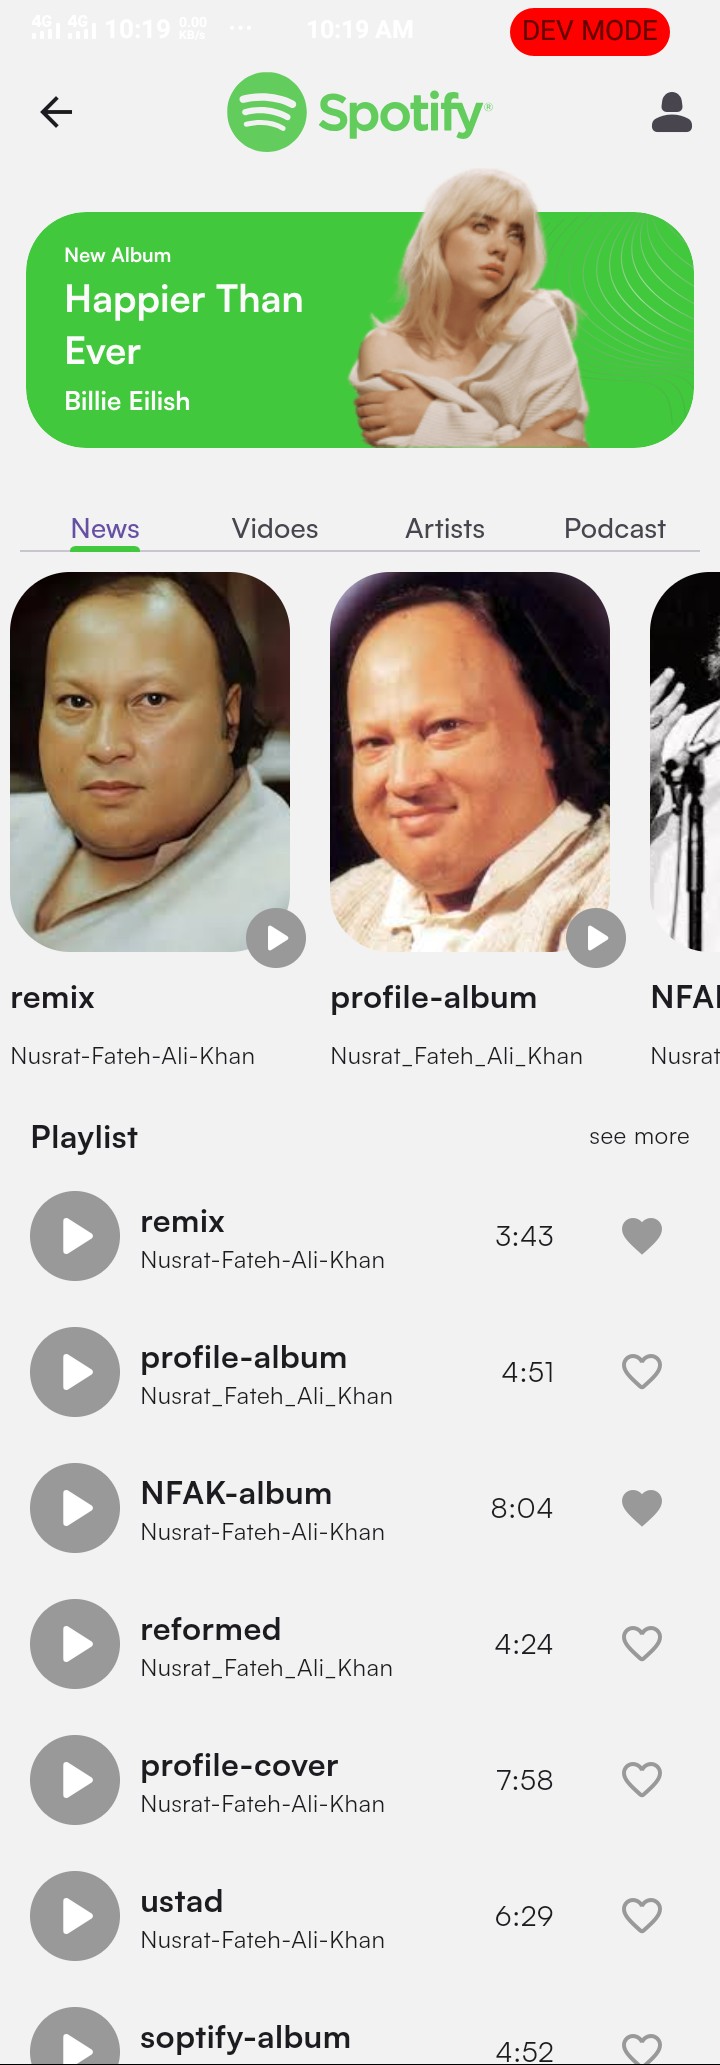 4G 4G 10:19 0.00 KB/s ... 10:19 AM DEV MODE
Spotify®
New Album
Happier Than
Ever
Billie Eilish
News Vidoes Artists Podcast
remix profile-album NFA
Nusrat-Fateh-Ali-Khan Nusrat_Fateh_Ali_Khan Nusrat
Playlist see more
remix
3:43
Nusrat-Fateh-Ali-Khan
profile-album
4:51
Nusrat_Fateh_Ali_Khan
NFAK-album
8:04
Nusrat-Fateh-Ali-Khan
reformed
4:24
Nusrat_Fateh_Ali_Khan
profile-cover
7:58
Nusrat-Fateh-Ali-Khan
ustad
6:29
Nusrat-Fateh-Ali-Khan
soptify-album
4:52